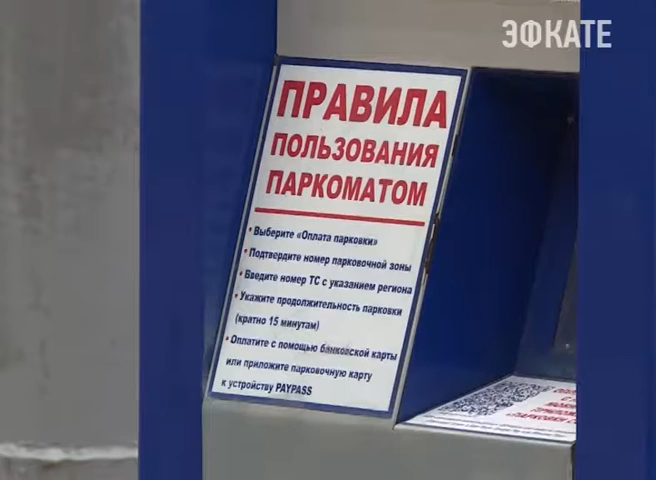 ЭФКАТЕ
ПРАВИЛА
ПОЛЬЗОВАНИЯ
ПАРКОМАТОМ
• Выберите «Оплата парковки»
• Подтвердите номер парковочной зоны
• Введите номер ТС с указанием региона
• Укажите продолжительность парковки
(кратно 15 минутам)
• Оплатите с помощью банковской карты
или приложите парковочную карту
к устройству PAYPASS